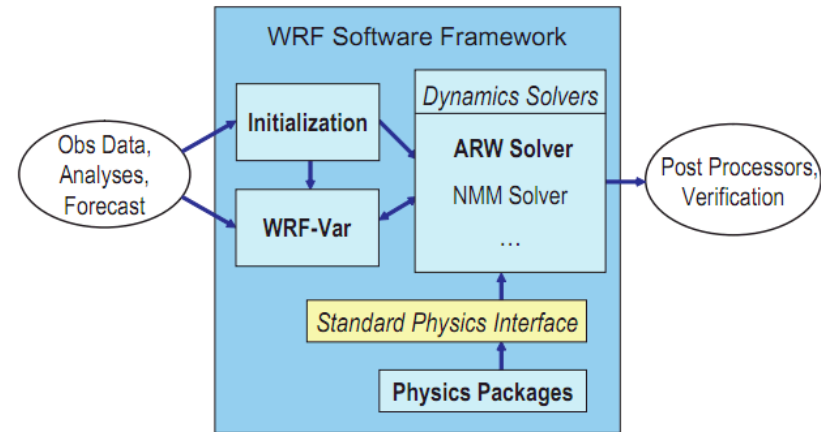 WRF Software Framework
Obs Data,
Analyses,
Forecast
Initialization
WRF-Var
Dynamics Solvers
ARW Solver
NMM Solver
...
Standard Physics Interface
Physics Packages
Post Processors,
Verification